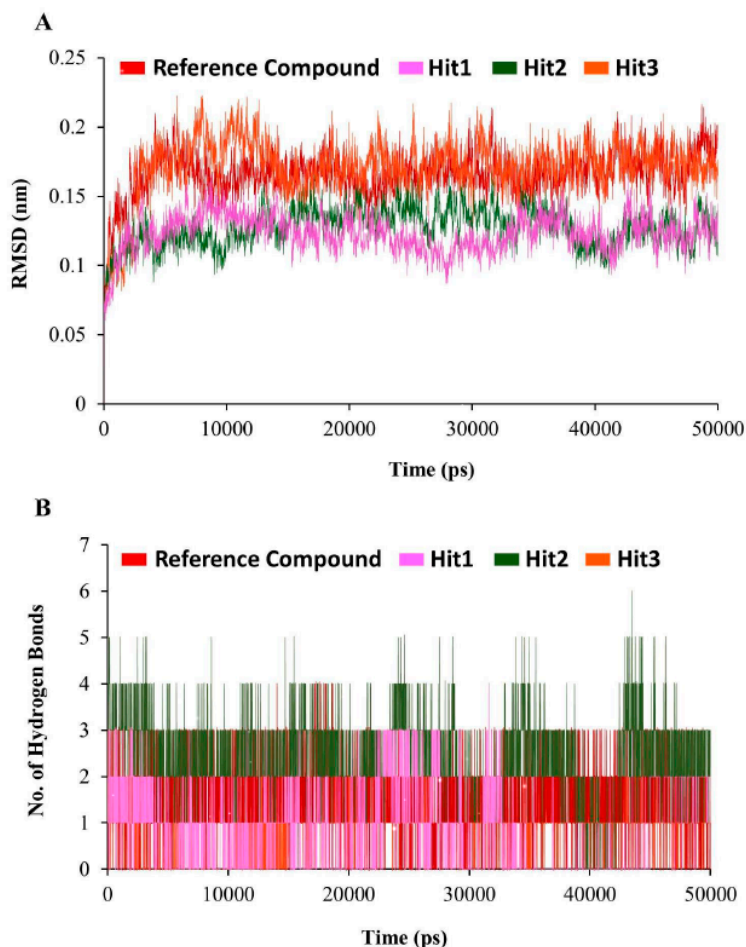 A
0.25
Reference Compound Hit1 Hit2 Hit3
0.2
0.15
0.1
0.05
0
RMSD (nm)
0 10000 20000 30000 40000 50000
Time (ps)
B
7
Reference Compound Hit1 Hit2 Hit3
6
5
4
3
2
1
0
No. of Hydrogen Bonds
0 10000 20000 30000 40000 50000
Time (ps)